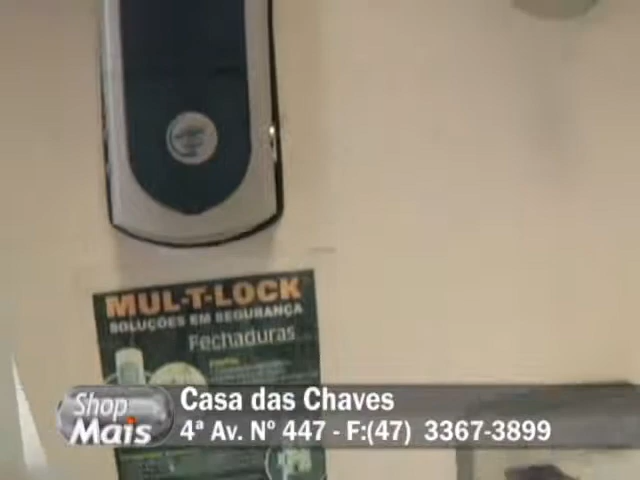 MUL-T-LOCK
SOLUÇÕES EM SEGURANÇA
Fechaduras
Shop
Mais
Casa das Chaves
4ª Av. Nº 447 - F:(47) 3367-3899